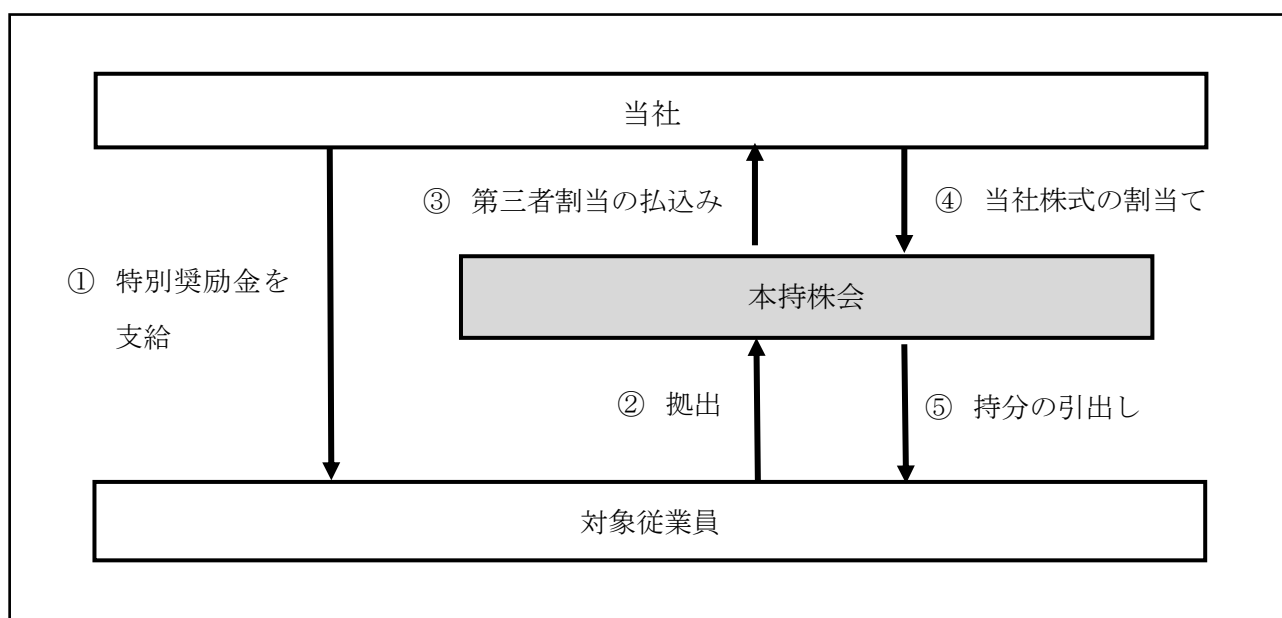 当社
③ 第三者割当の払込み
④ 当社株式の割当て
① 特別奨励金を
支給
本持株会
② 拠出
⑤ 持分の引出し
対象従業員